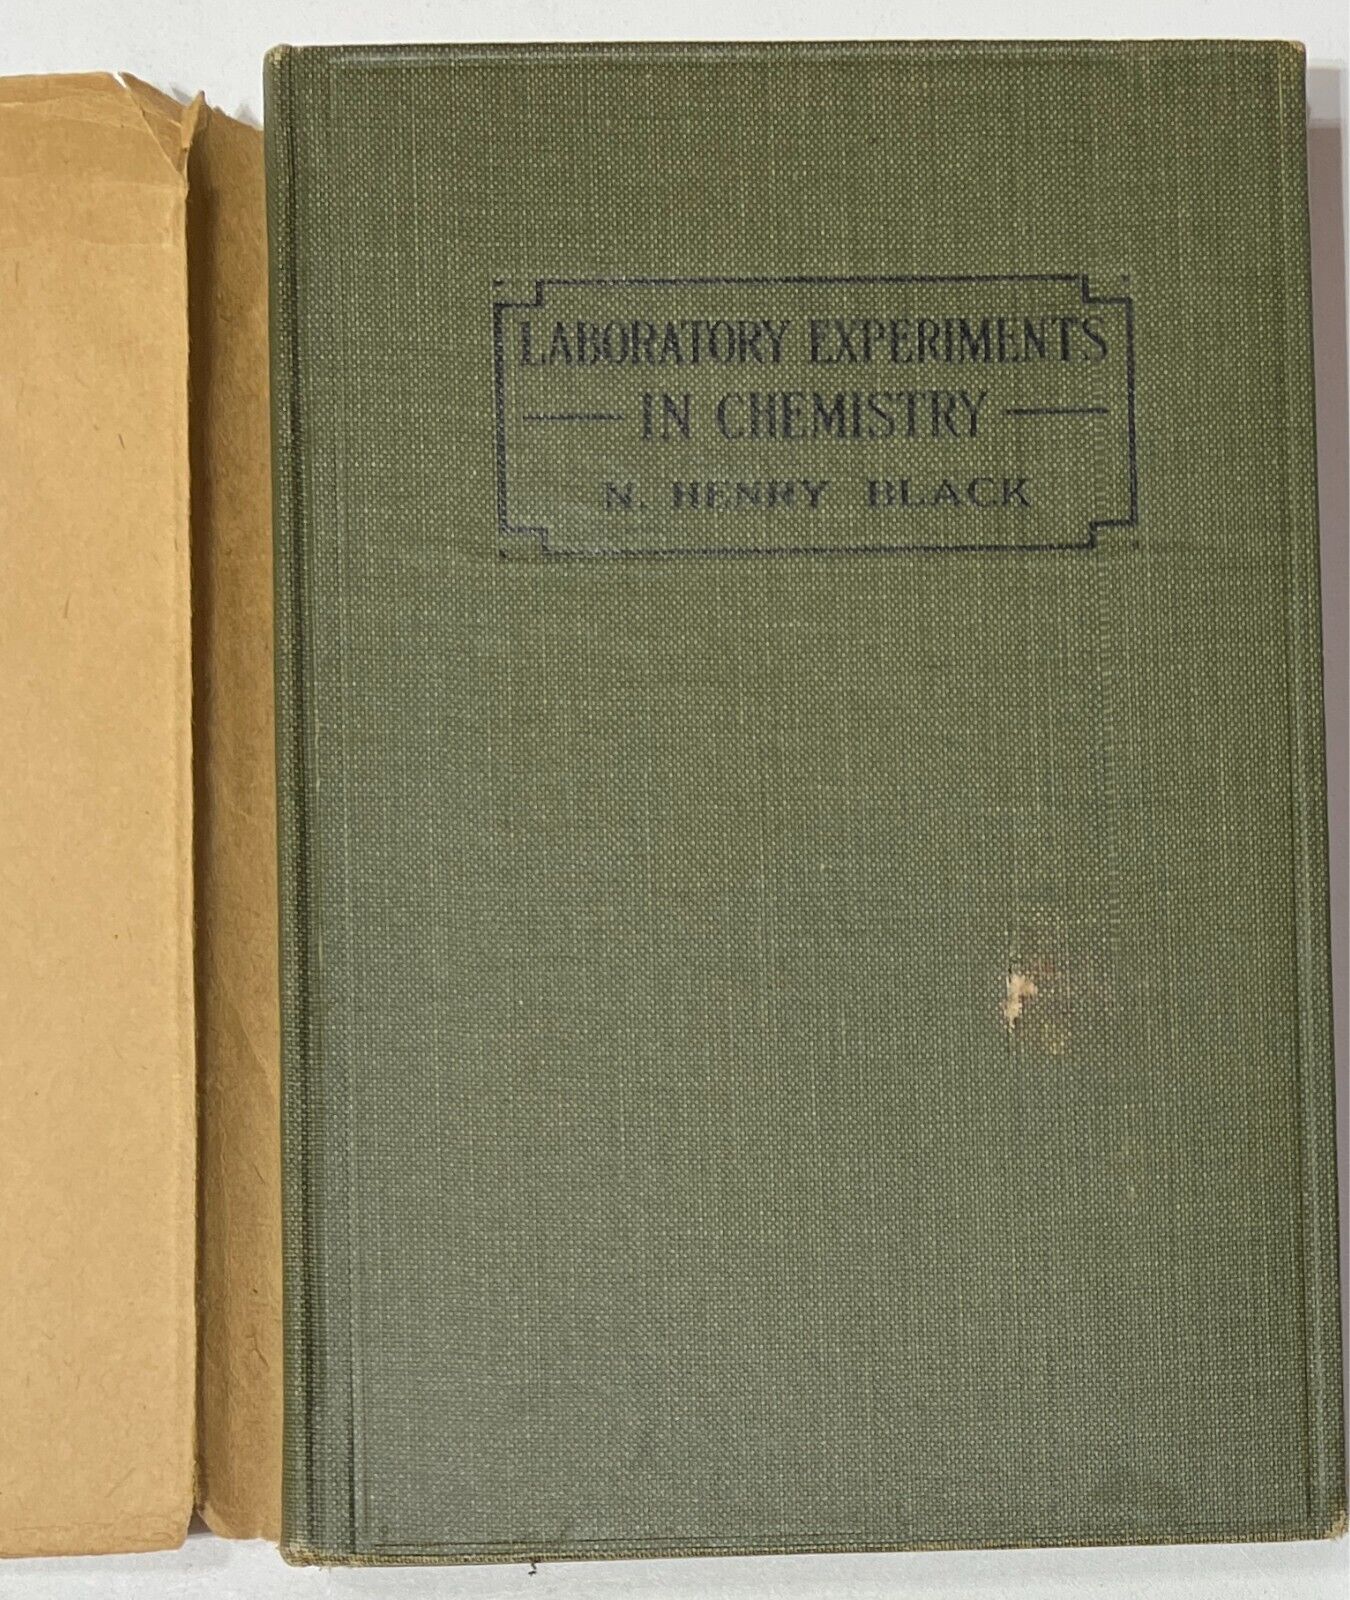 LABORATORY EXPERIMENTS
IN CHEMISTRY
N. HENRY BLACK